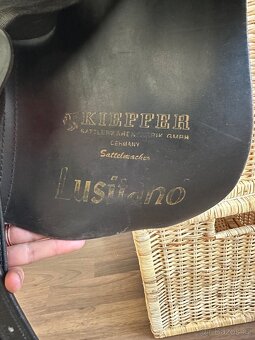 KIEFFER
SATTLERWARENFABRIK GMBH
GERMANY
Sattelmacher
Lusitano